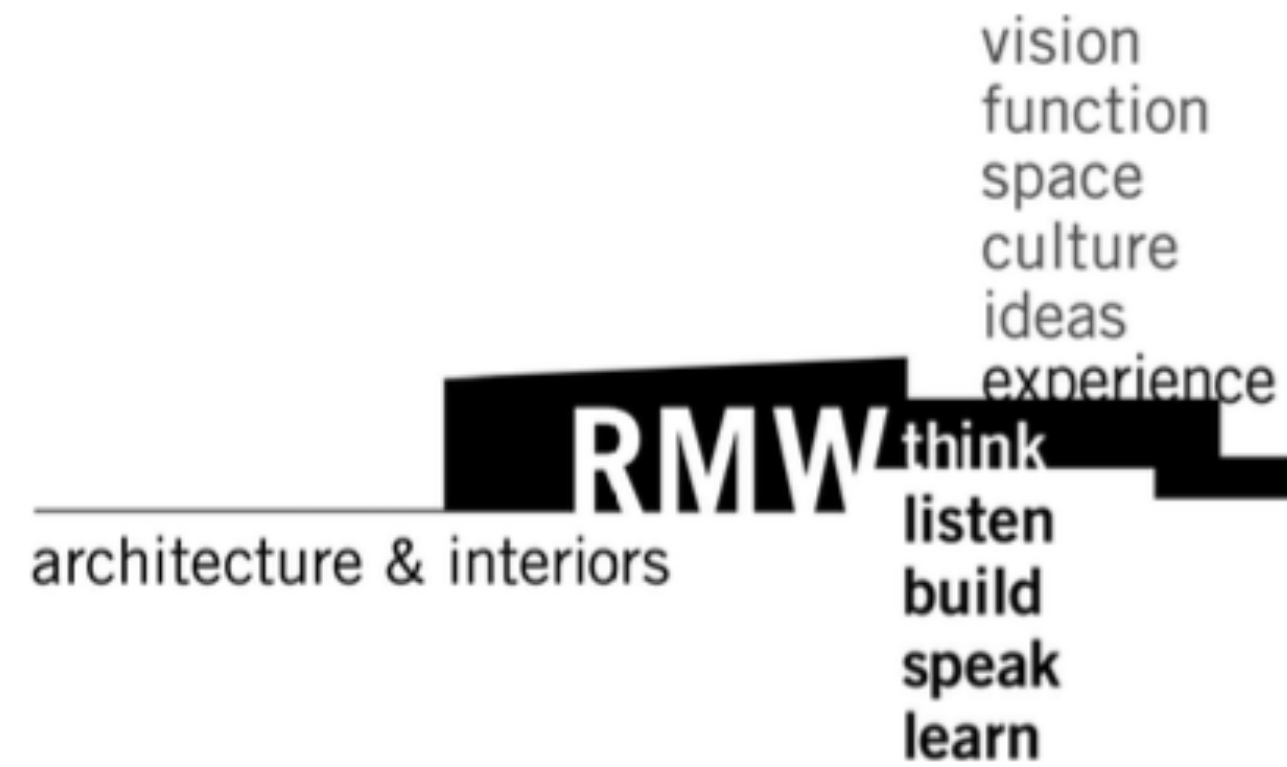 vision
function
space
culture
ideas
experience
RMW think
listen
architecture & interiors
build
speak
learn